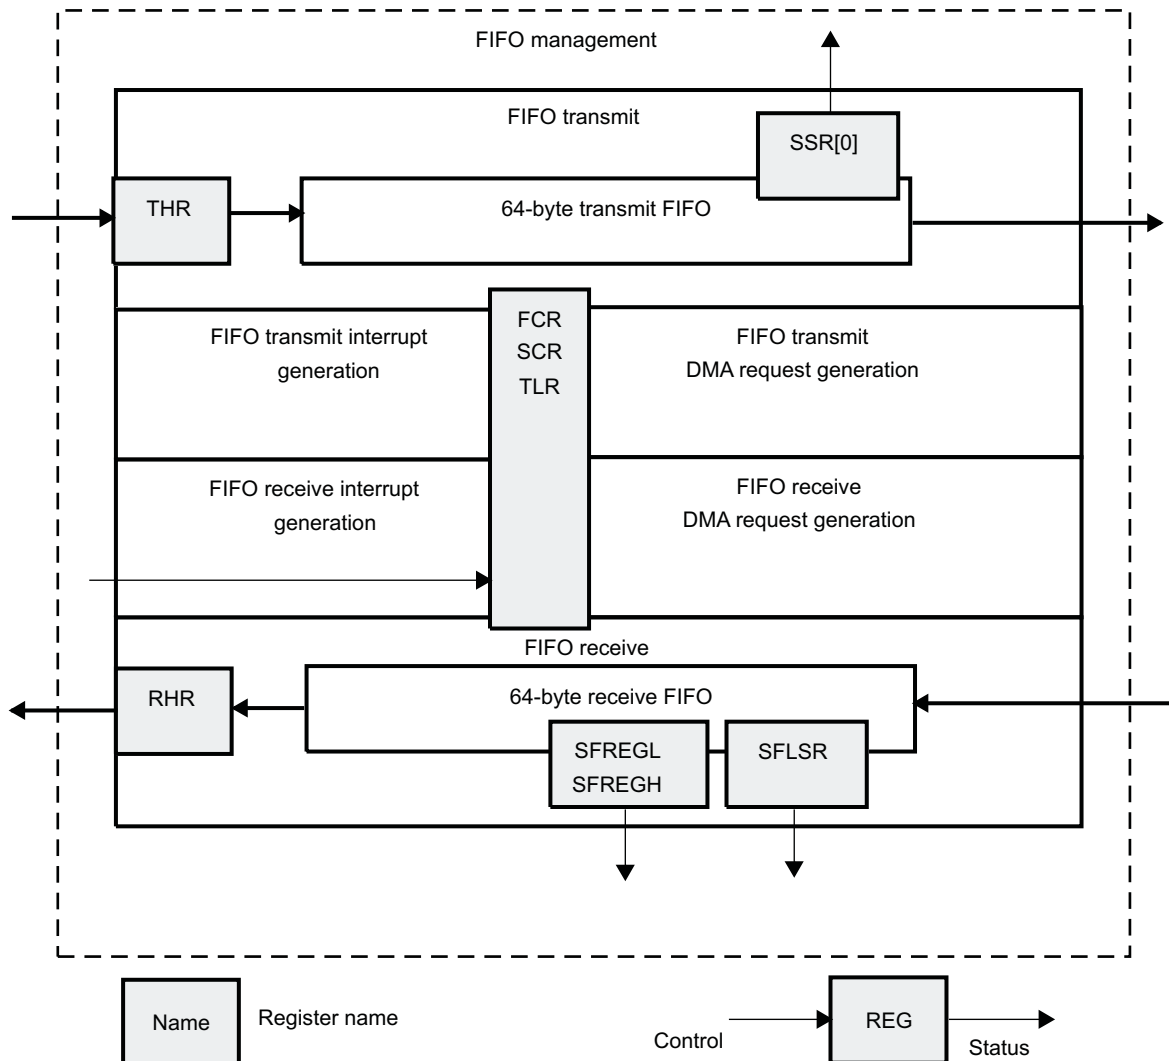 FIFO management
FIFO transmit
SSR[0]
THR
64-byte transmit FIFO
FCR
SCR
TLR
FIFO transmit interrupt
generation
FIFO transmit
DMA request generation
FIFO receive interrupt
generation
FIFO receive
DMA request generation
FIFO receive
RHR
64-byte receive FIFO
SFREGL
SFREGH
SFLSR
Name
Register name
Control
REG
Status